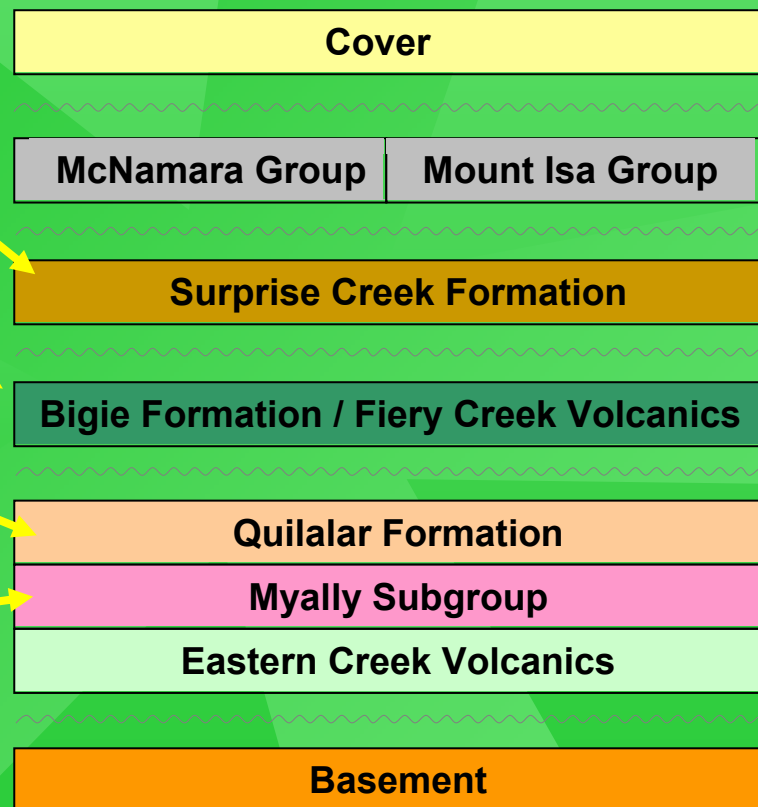 Cover
McNamara Group Mount Isa Group
Surprise Creek Formation
Bigie Formation / Fiery Creek Volcanics
Quilalar Formation
Myally Subgroup
Eastern Creek Volcanics
Basement